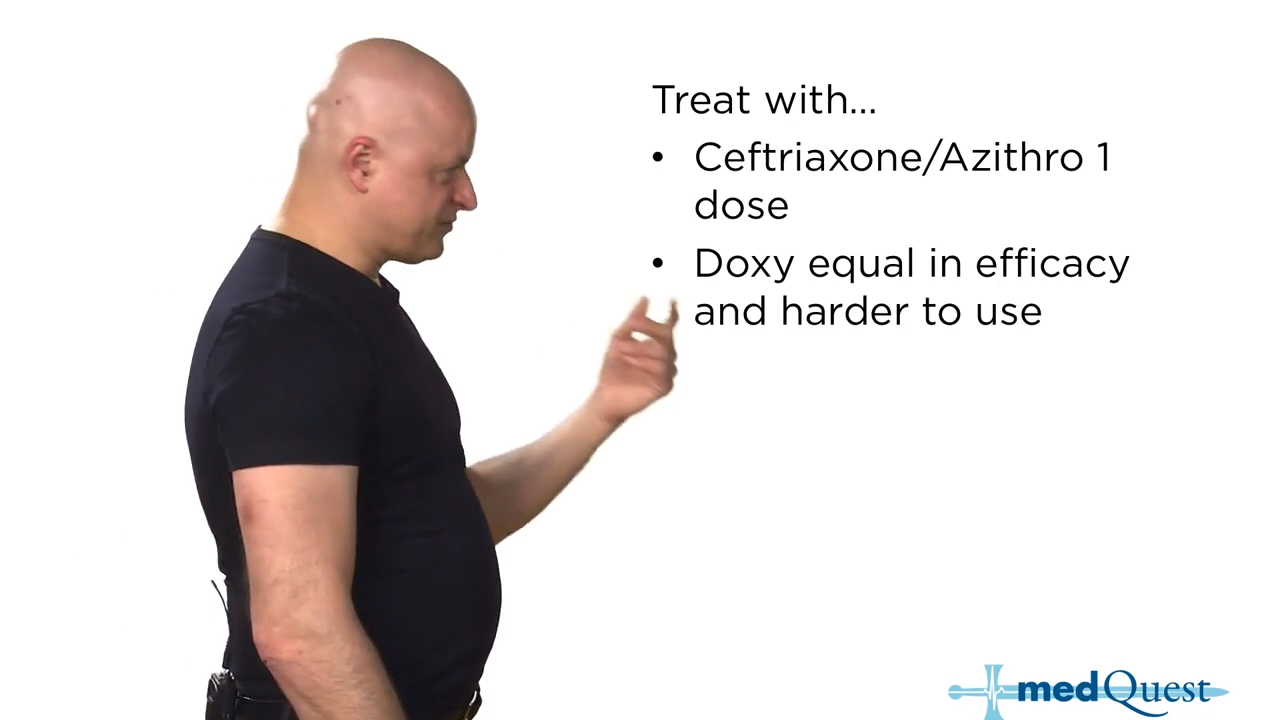 Treat with...
• Ceftriaxone/Azithro 1
dose
• Doxy equal in efficacy
and harder to use
medQuest